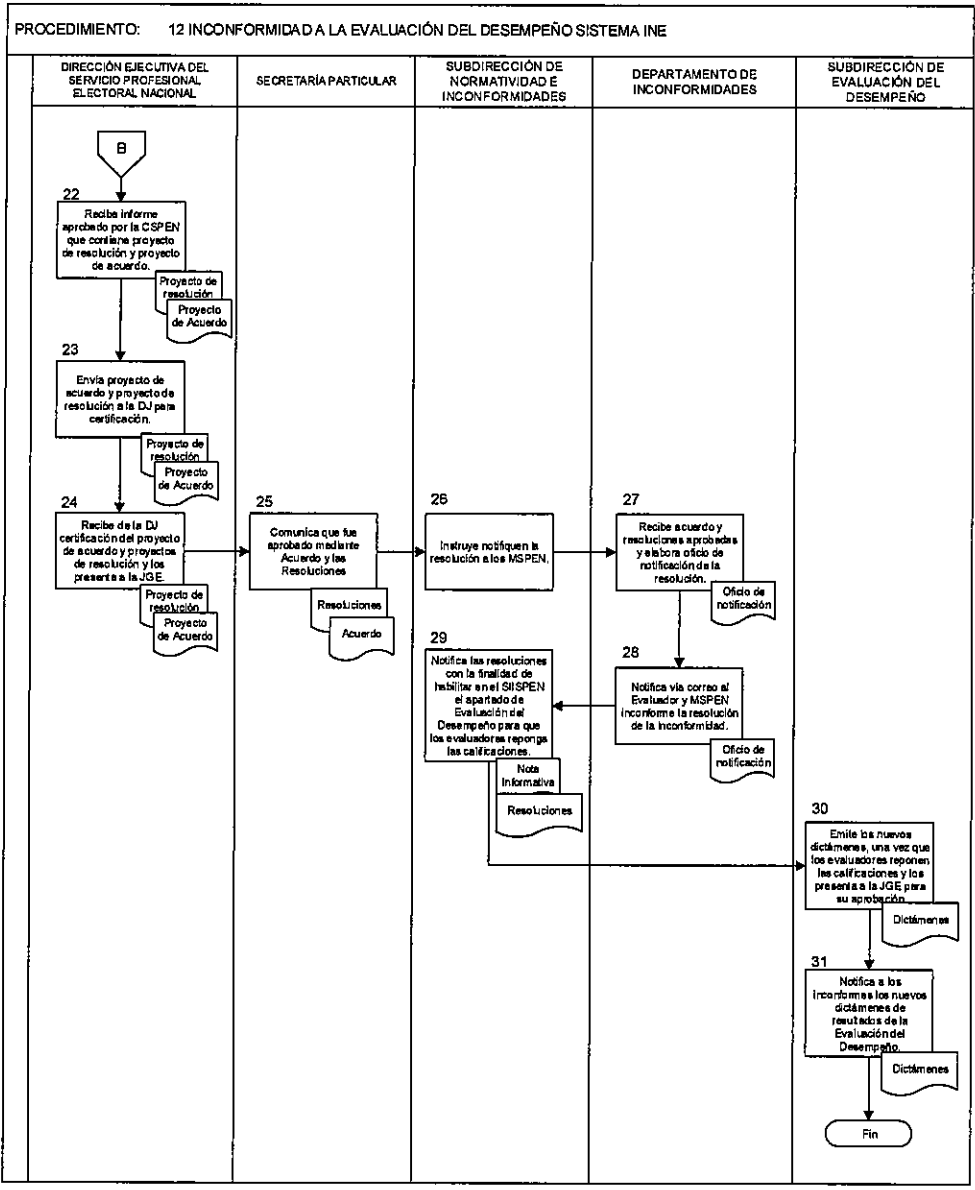 PROCEDIMIENTO: 12 INCONFORMIDAD A LA EVALUACIÓN DEL DESEMPEÑO SISTEMA INE
DIRECCIÓN EJECUTIVA DEL
SERVICIO PROFESIONAL
ELECTORAL NACIONAL
SECRETARÍA PARTICULAR
SUBDIRECCIÓN DE
NORMATIVIDAD E
INCONFORMIDADES
DEPARTAMENTO DE
INCONFORMIDADES
SUBDIRECCIÓN DE
EVALUACIÓN DEL
DESEMPEÑO
B
22
Recibe informe
aprobado por la CSPEN
que contiene proyecto
de resolución y proyecto
de acuerdo.
Proyecto de
resolución
Proyecto
de Acuerdo
23
Envía proyecto de
acuerdo y proyecto de
resolución a la DJ para
certificación.
Proyecto de
resolución
Proyecto
de Acuerdo
24
Recibe de la DJ
certificación del proyecto
de acuerdo y proyectos
de resolución y los
presenta a la JGE.
Proyecto de
resolución
Proyecto
de Acuerdo
25
Comunica que fue
aprobado mediante
Acuerdo y las
Resoluciones
Resoluciones
Acuerdo
26
Instruye notifiquen la
resolución a los MSPEN.
27
Recibe acuerdo y
resoluciones aprobadas
y elabora oficio de
notificación de la
resolución.
Oficio de
notificación
28
Notifica vía correo al
Evaluador y MSPEN
inconforme la resolución
de la inconformidad.
Oficio de
notificación
29
Notifica las resoluciones
con la finalidad de
habilitar en el SIISPEN
el apartado de
Evaluación del
Desempeño para que
los evaluadores reponga
las calificaciones.
Nota
Informativa
Resoluciones
30
Emite los nuevos
dictámenes, una vez que
los evaluadores reponen
las calificaciones y los
presenta a la JGE para
su aprobación
Dictámenes
31
Notifica a los
inconformes los nuevos
dictámenes de
resultados de la
Evaluación del
Desempeño.
Dictámenes
Fin